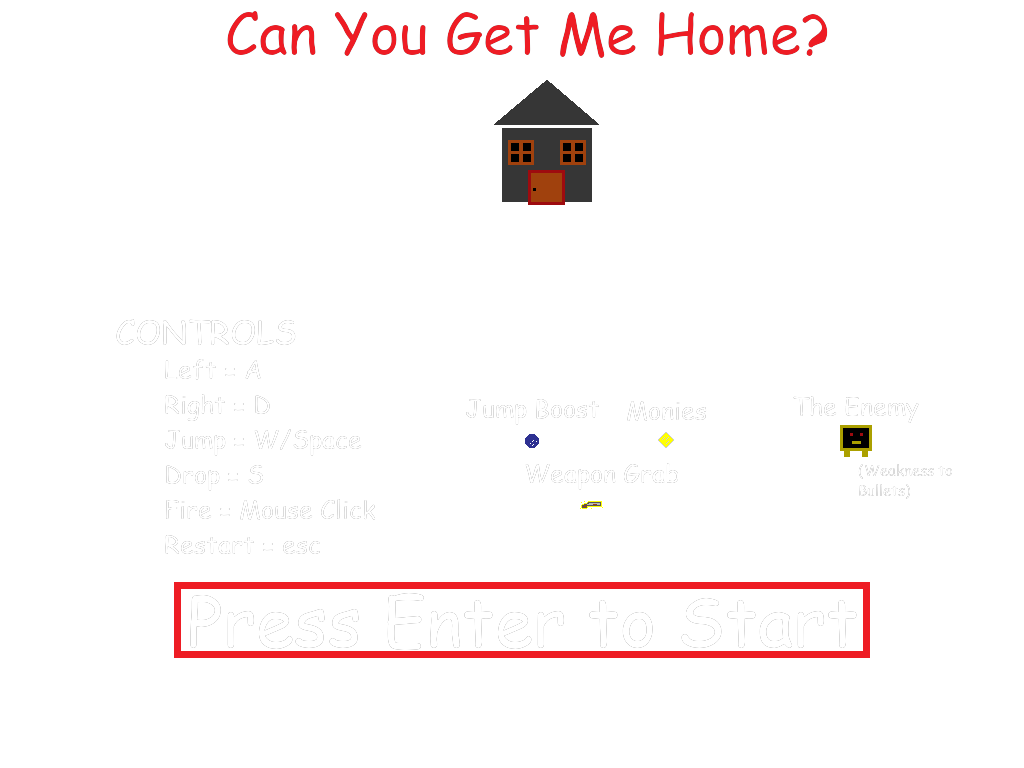 Can You Get Me Home?
CONTROLS
Left = A
Right = D
Jump = W/Space
Drop = S
Fire = Mouse Click
Restart = esc
Jump Boost
Monies
Weapon Grab
The Enemy
(Weakness to
Bullets)
Press Enter to Start